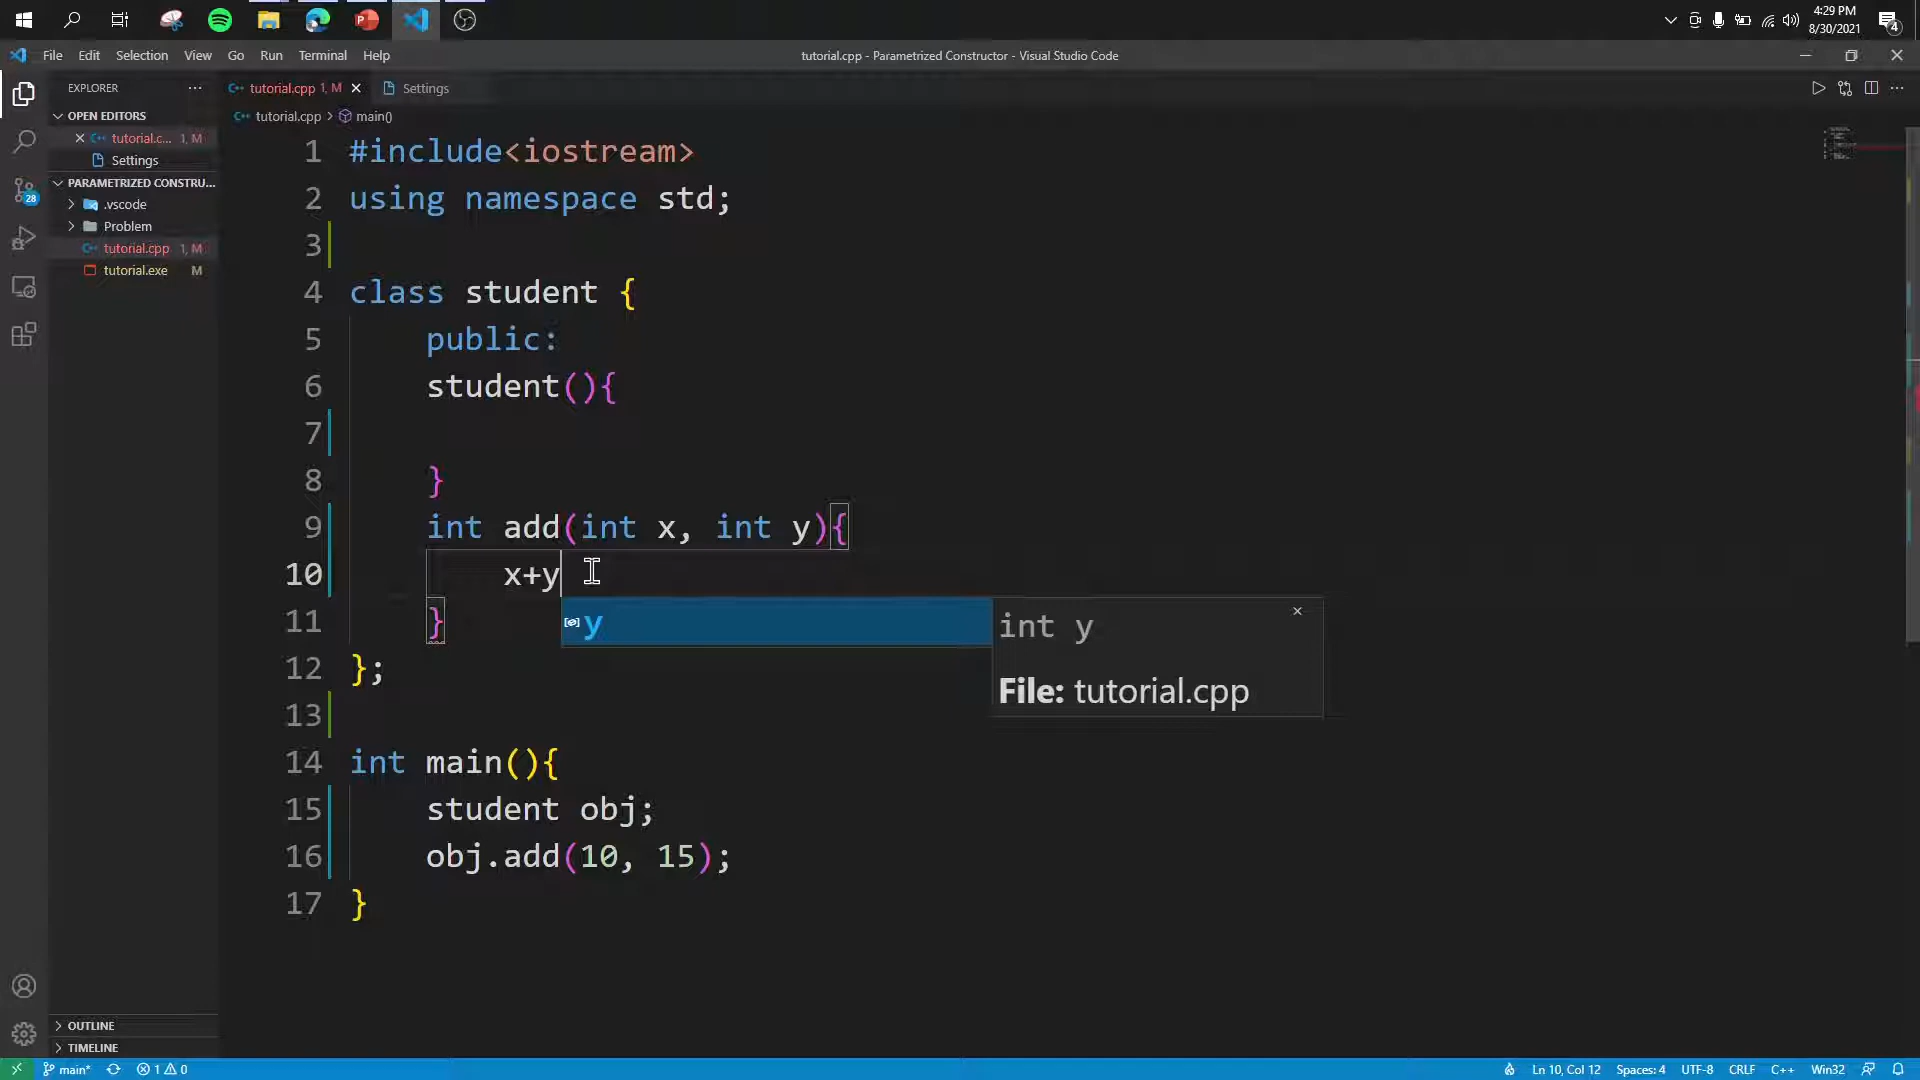 4:29 PM
8/30/2021
4
File Edit Selection View Go Run Terminal Help
tutorial.cpp - Parametrized Constructor - Visual Studio Code
EXPLORER
tutorial.cpp 1, M
Settings
OPEN EDITORS
tutorial.cpp > main()
tutorial.c... 1, M
Settings
PARAMETRIZED CONSTRU...
.vscode
Problem
tutorial.cpp 1, M
tutorial.exe M
28
1 #include<iostream>
2 using namespace std;
3
4 class student {
5 public:
6 student(){
7
8 }
9 int add(int x, int y){
10 x+y
11 }
12 };
13
14 int main(){
15 student obj;
16 obj.add(10, 15);
17 }
y
int y
File: tutorial.cpp
OUTLINE
TIMELINE
main* 1 0
Ln 10, Col 12 Spaces: 4 UTF-8 CRLF C++ Win32